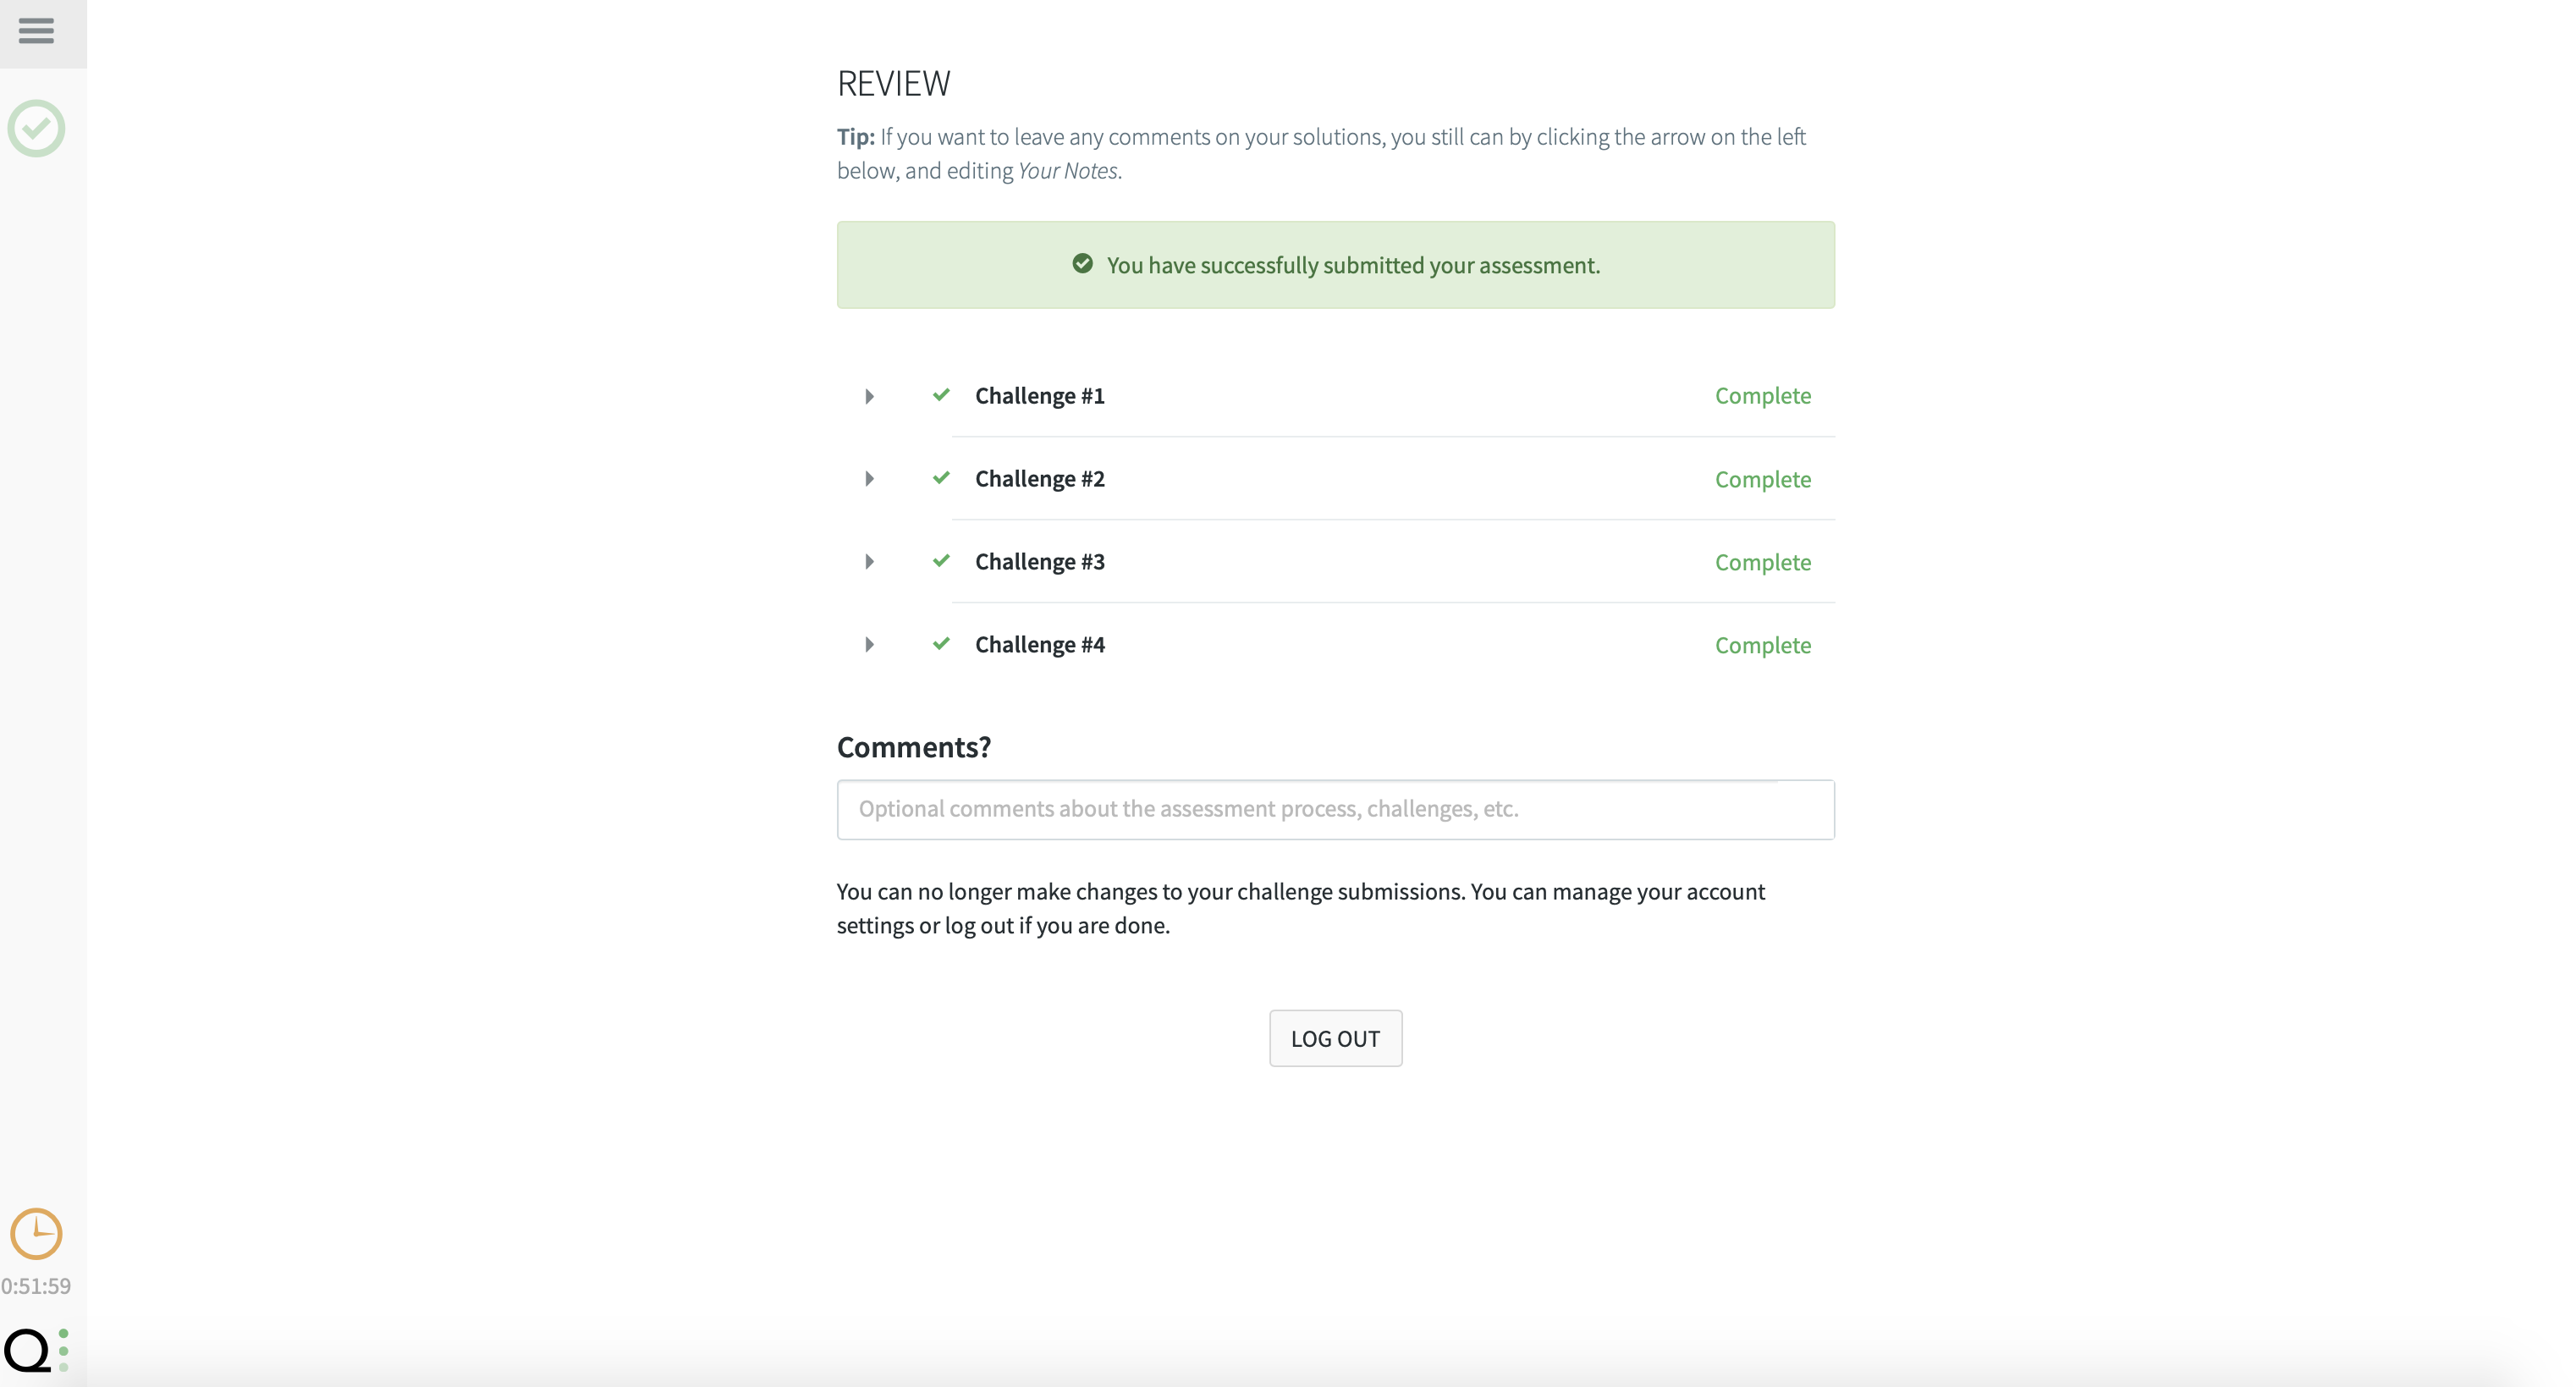 REVIEW
Tip: If you want to leave any comments on your solutions, you still can by clicking the arrow on the left
below, and editing Your Notes.
You have successfully submitted your assessment.
Challenge #1 Complete
Challenge #2 Complete
Challenge #3 Complete
Challenge #4 Complete
Comments?
Optional comments about the assessment process, challenges, etc.
You can no longer make changes to your challenge submissions. You can manage your account
settings or log out if you are done.
LOG OUT
0:51:59
Q